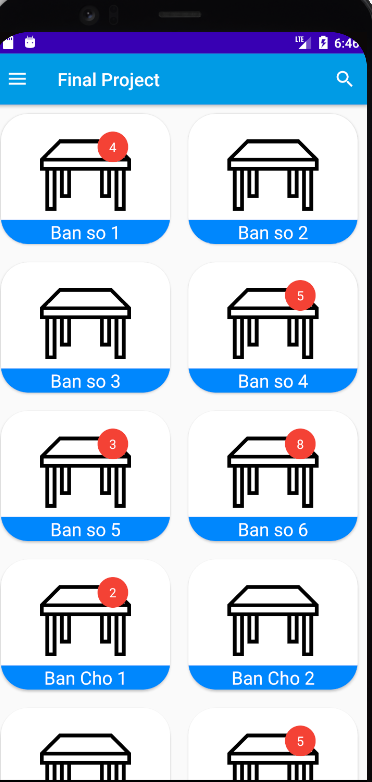 LTE 6:46
Final Project
4
Ban so 1
Ban so 2
Ban so 3
5
Ban so 4
3
Ban so 5
8
Ban so 6
2
Ban Cho 1
Ban Cho 2
5